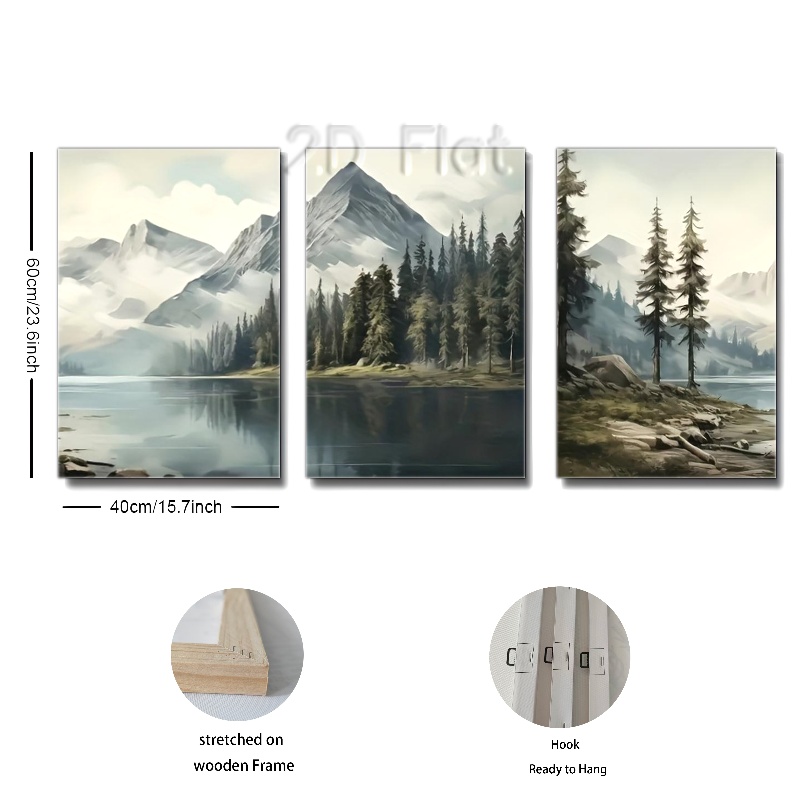 2D Flat
60cm/23.6inch
40cm/15.7inch
stretched on
wooden Frame
Hook
Ready to Hang